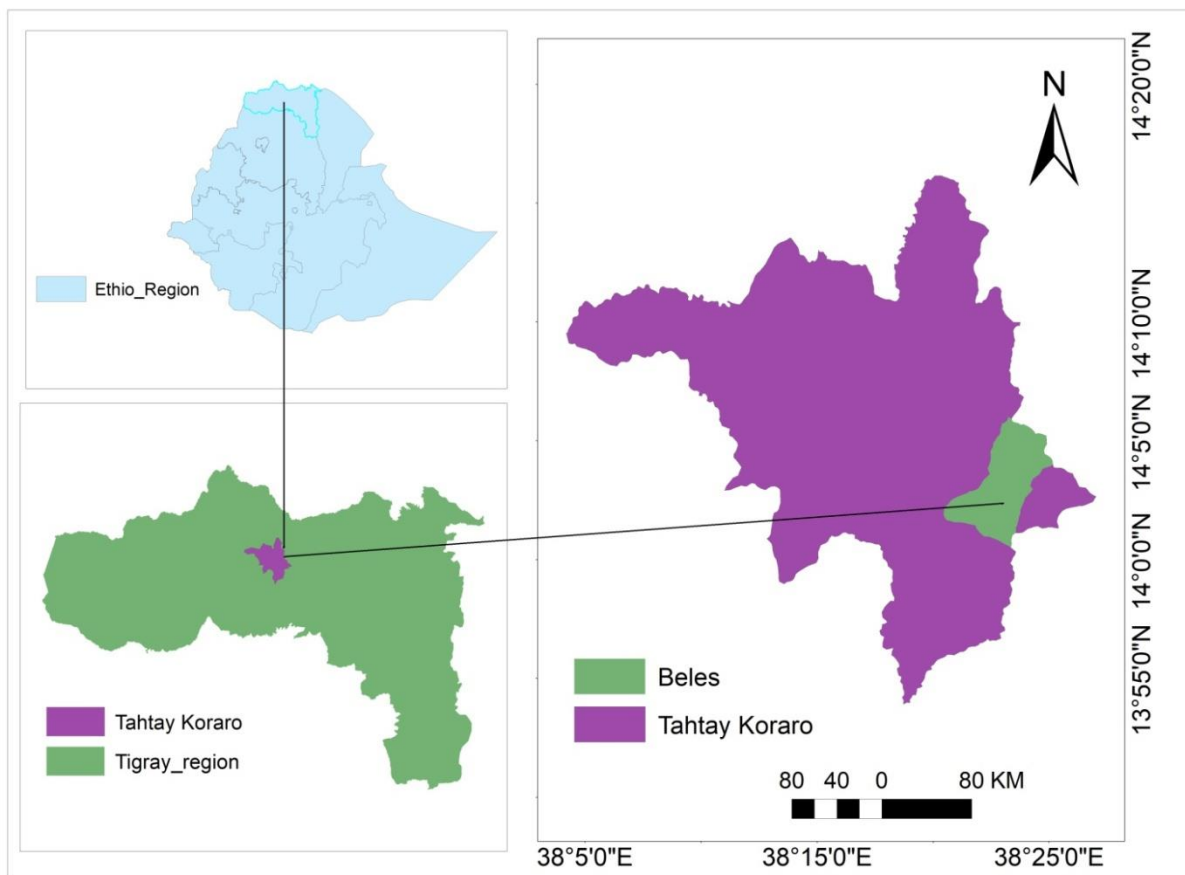 Ethio_Region
Tahtay Koraro
Tigray_region
N
Beles
Tahtay Koraro
80 40 0 80 KM
14°20'0"N
14°10'0"N
14°5'0"N
14°0'0"N
13°55'0"N
38°5'0"E 38°15'0"E 38°25'0"E